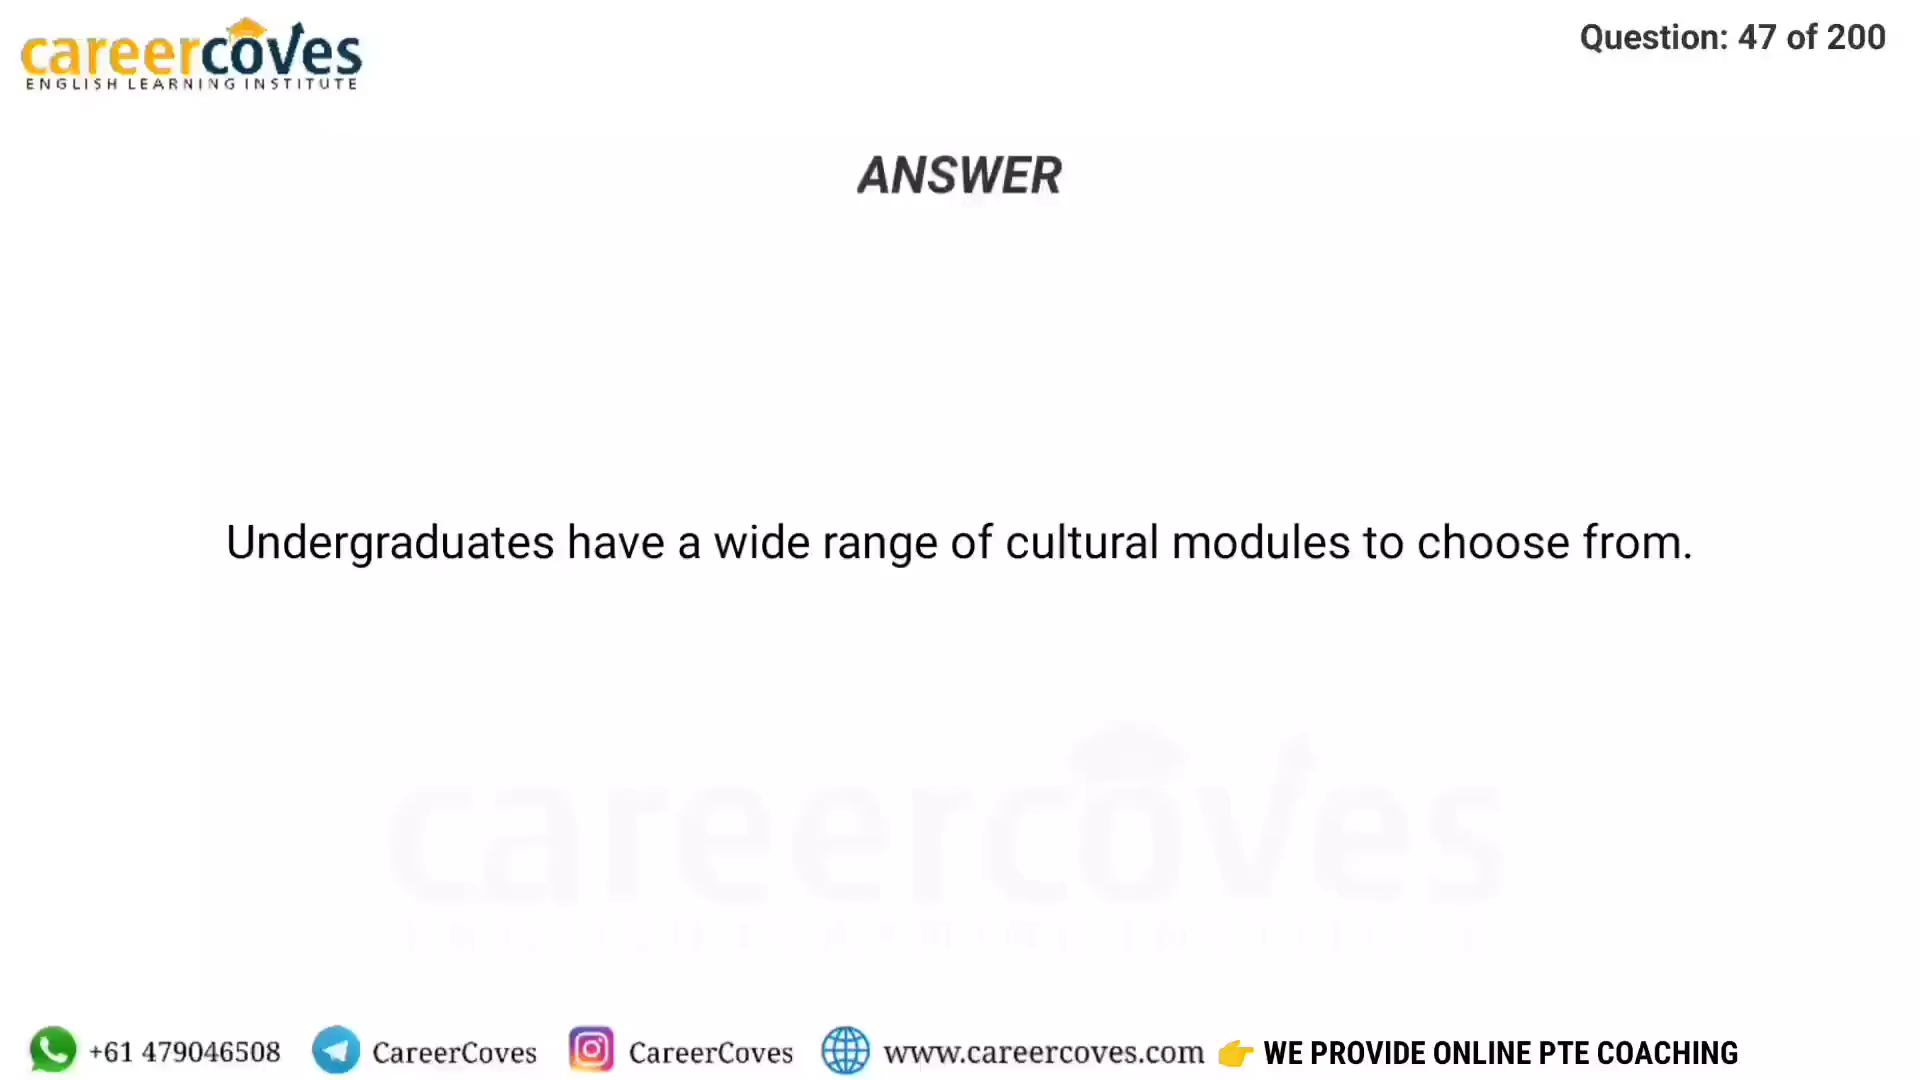 careercoves
ENGLISH LEARNING INSTITUTE
Question: 47 of 200
ANSWER
Undergraduates have a wide range of cultural modules to choose from.
careercoves
+61 479046508 CareerCoves CareerCoves www.careercoves.com 👉 WE PROVIDE ONLINE PTE COACHING